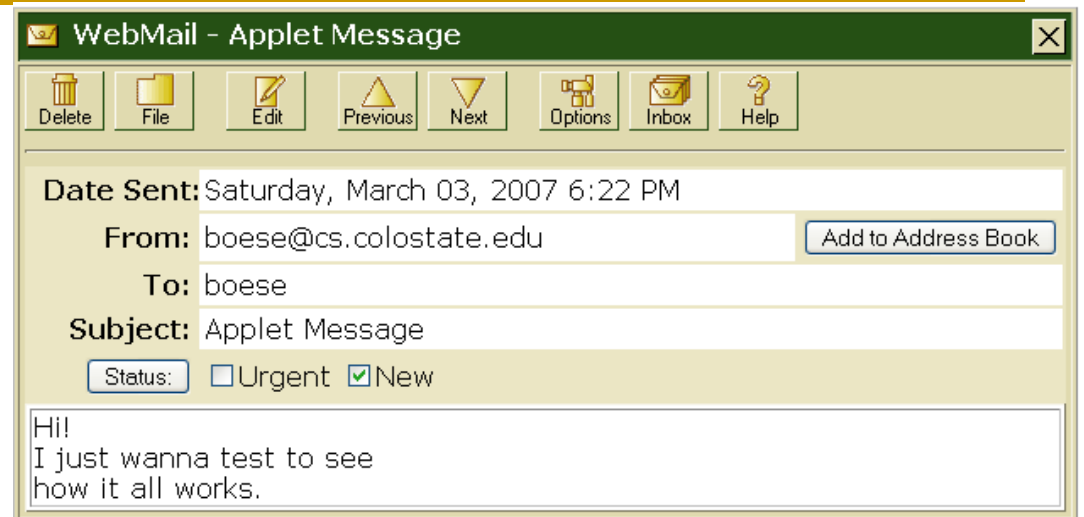 WebMail - Applet Message
Delete File Edit Previous Next Options Inbox Help
Date Sent: Saturday, March 03, 2007 6:22 PM
From: boese@cs.colostate.edu Add to Address Book
To: boese
Subject: Applet Message
Status: Urgent New
Hi!
I just wanna test to see
how it all works.